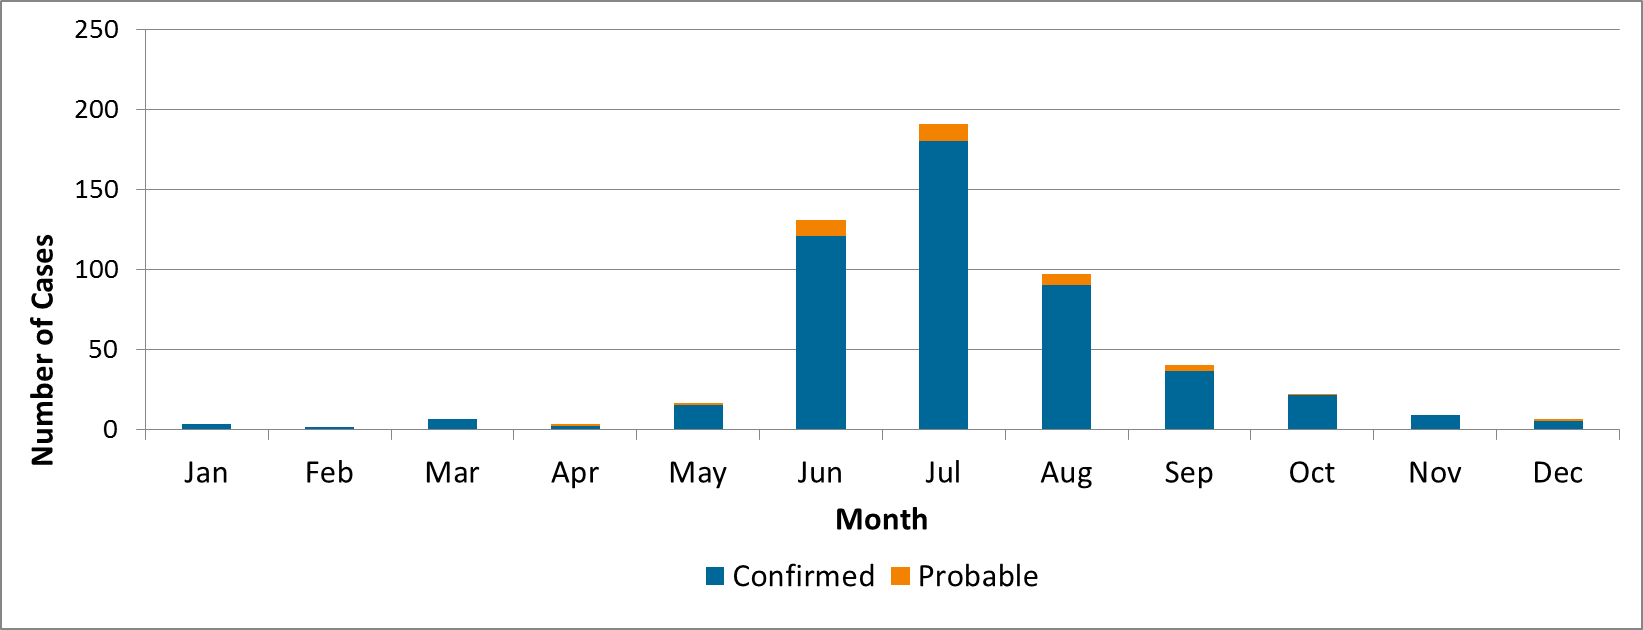 250
200
150
100
50
0
Number of Cases
Jan Feb Mar Apr May Jun Jul Aug Sep Oct Nov Dec
Month
Confirmed Probable